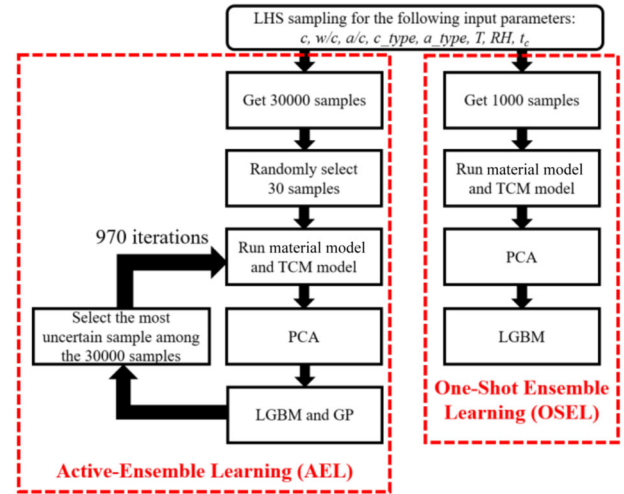 LHS sampling for the following input parameters:
c, w/c, a/c, c_type, a_type, T, RH, t_c
Get 30000 samples
Randomly select
30 samples
970 iterations
Run material model
and TCM model
Select the most
uncertain sample among
the 30000 samples
PCA
LGBM and GP
Active-Ensemble Learning (AEL)
Get 1000 samples
Run material model
and TCM model
PCA
LGBM
One-Shot Ensemble
Learning (OSEL)